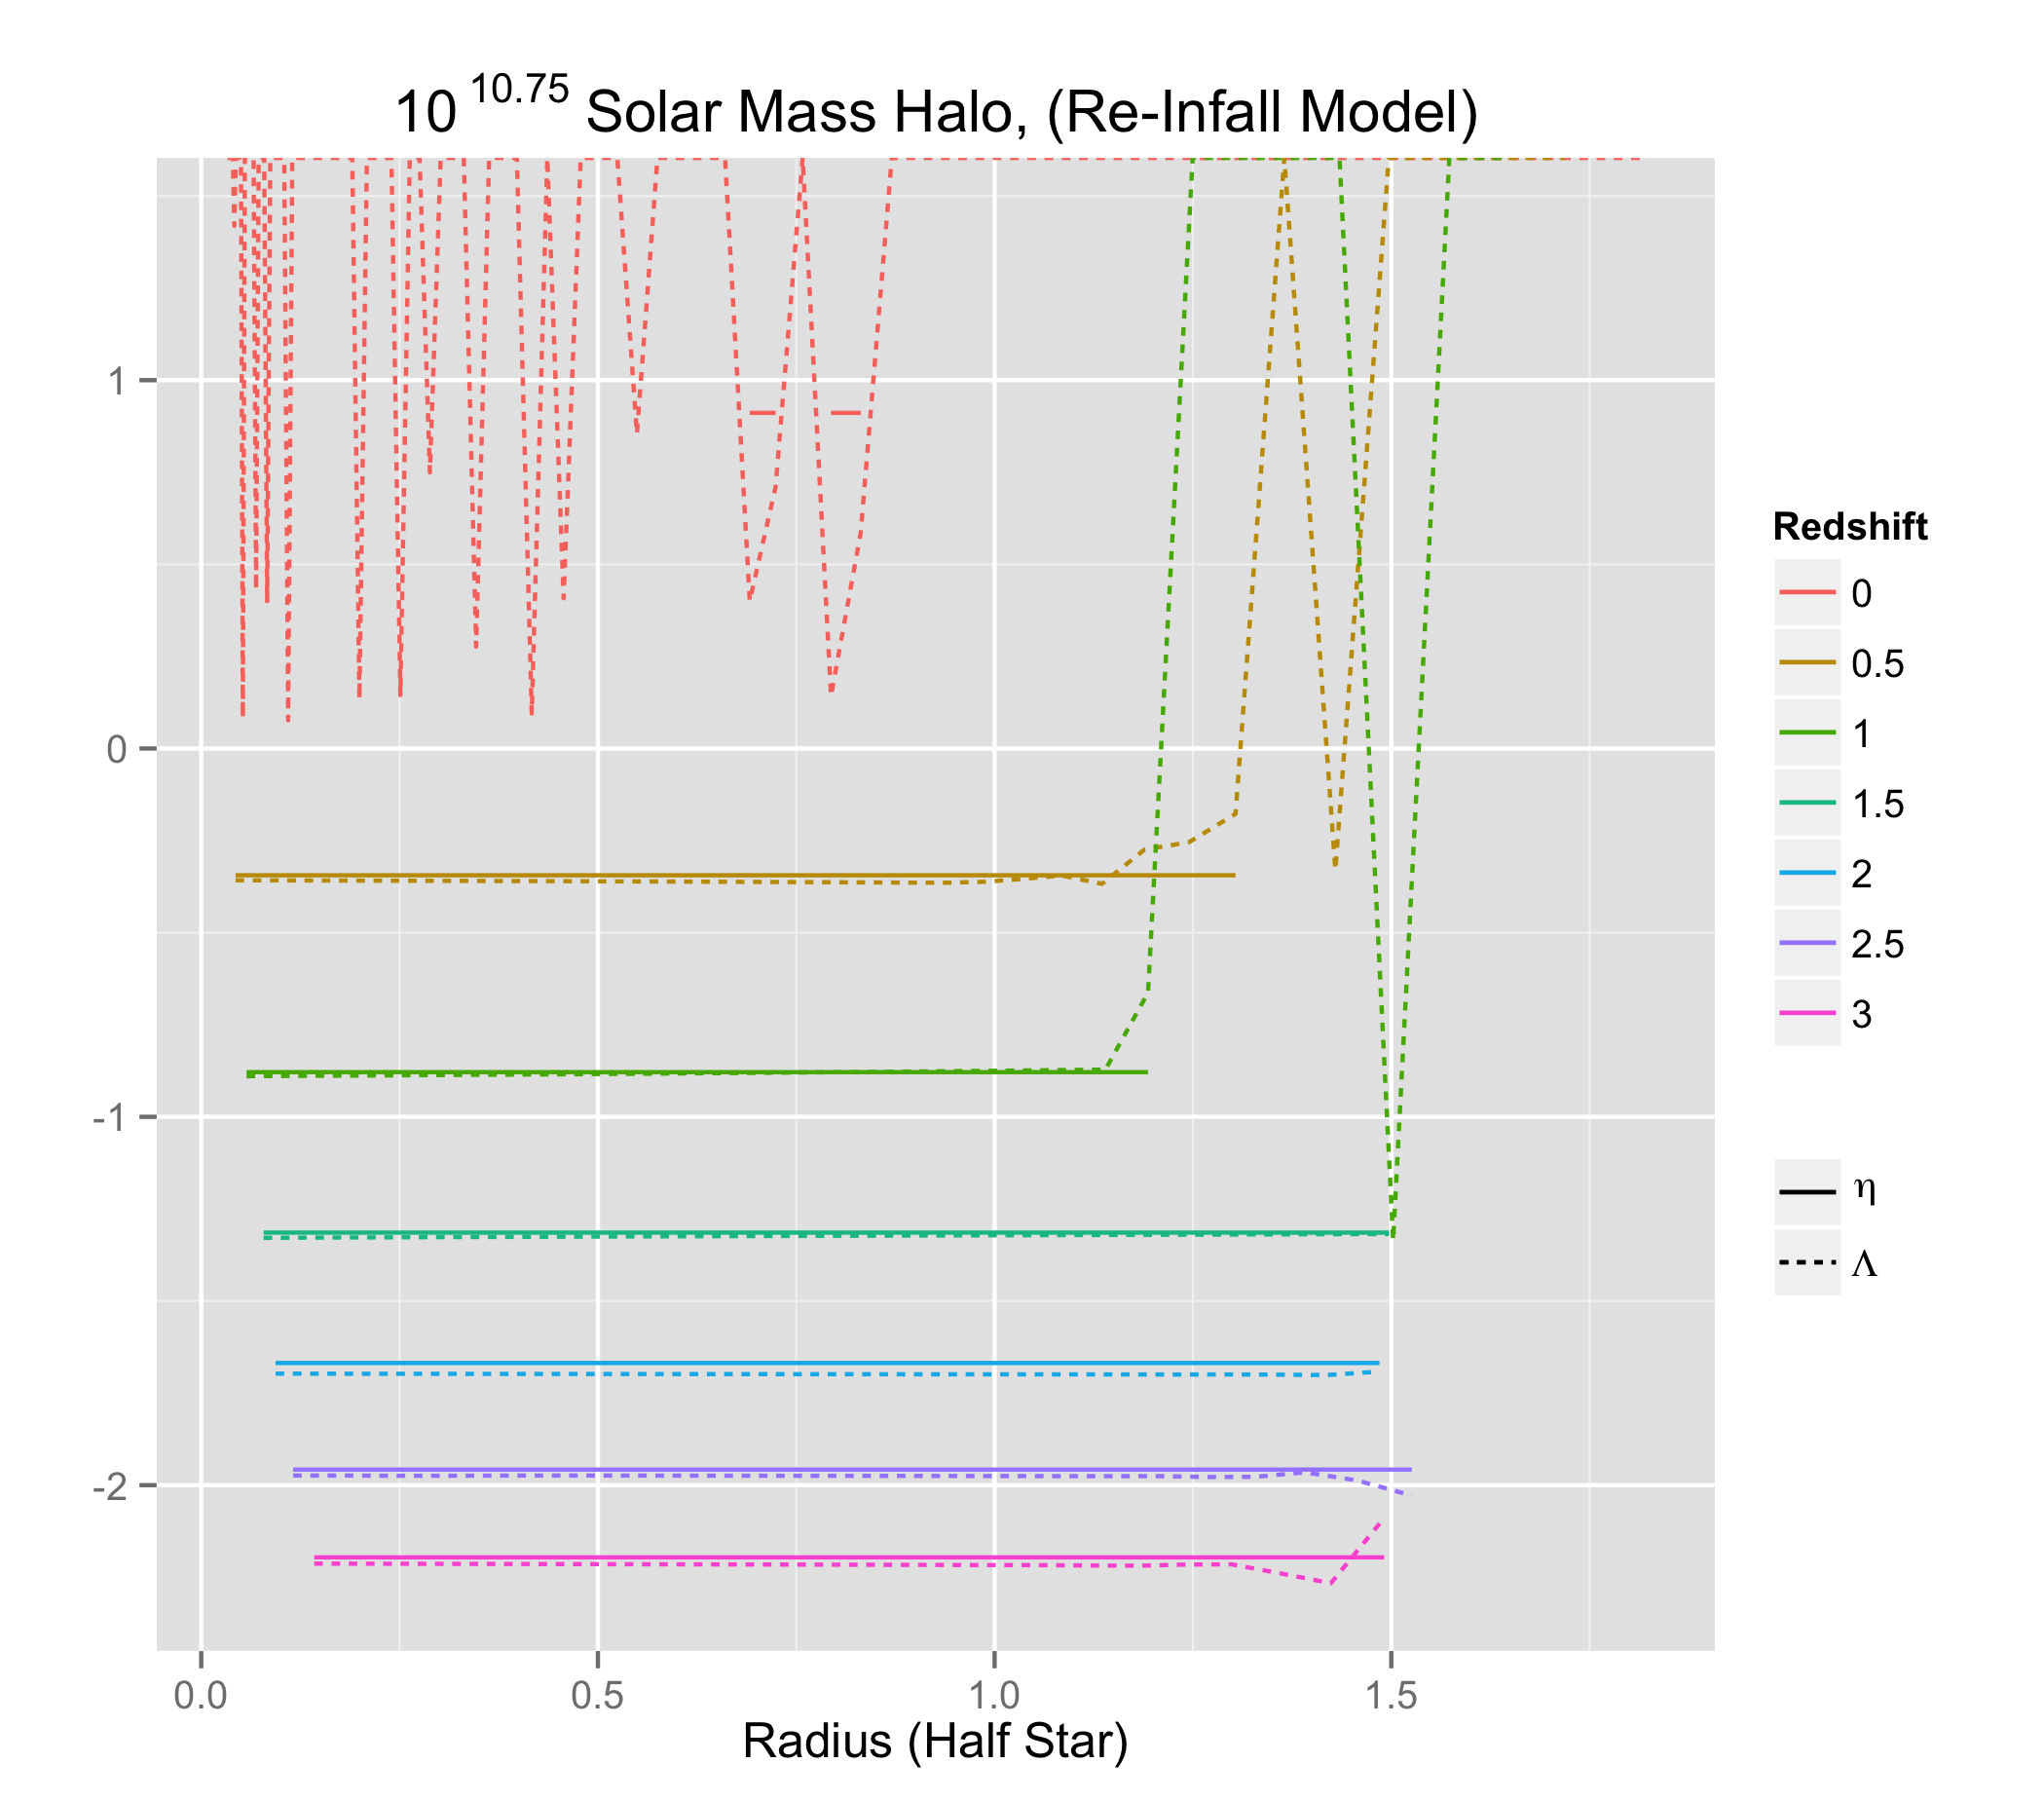 10^10.75 Solar Mass Halo, (Re-Infall Model)
1
0
-1
-2
0.0 0.5 1.0 1.5
Radius (Half Star)
Redshift
0
0.5
1
1.5
2
2.5
3
η
Λ